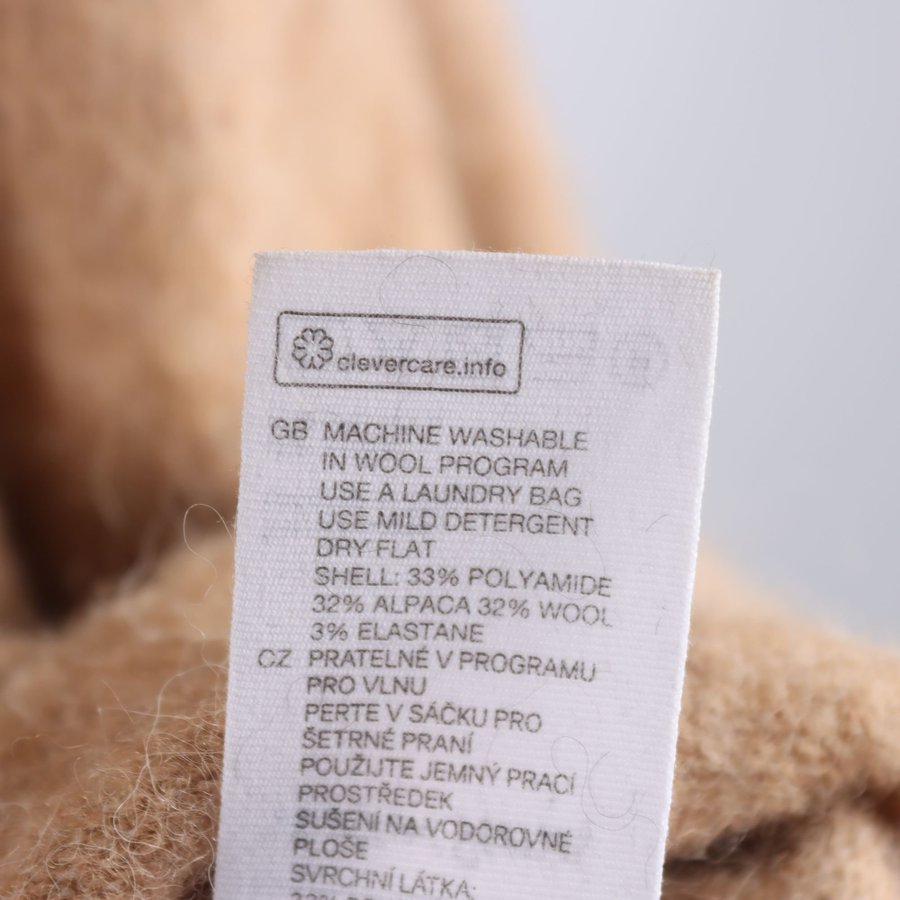 clevercare.info
GB MACHINE WASHABLE
IN WOOL PROGRAM
USE A LAUNDRY BAG
USE MILD DETERGENT
DRY FLAT
SHELL: 33% POLYAMIDE
32% ALPACA 32% WOOL
3% ELASTANE
CZ PRATELNÉ V PROGRAMU
PRO VLNU
PERTE V SÁČKU PRO
ŠETRNÉ PRANÍ
POUŽIJTE JEMNÝ PRACÍ
PROSTŘEDEK
SUŠENÍ NA VODOROVNÉ
PLOŠE
SVRCHNÍ LÁTKA: